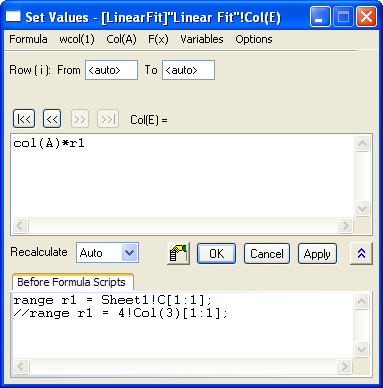 Set Values - [LinearFit]"Linear Fit"!Col(E)
Formula wcol(1) Col(A) F(x) Variables Options
Row ( i ): From <auto> To <auto>
|<< << >> >>| Col(E) =
col(A)*r1
Recalculate Auto OK Cancel Apply
Before Formula Scripts
range r1 = Sheet1!C[1:1];
//range r1 = 4!Col(3)[1:1];